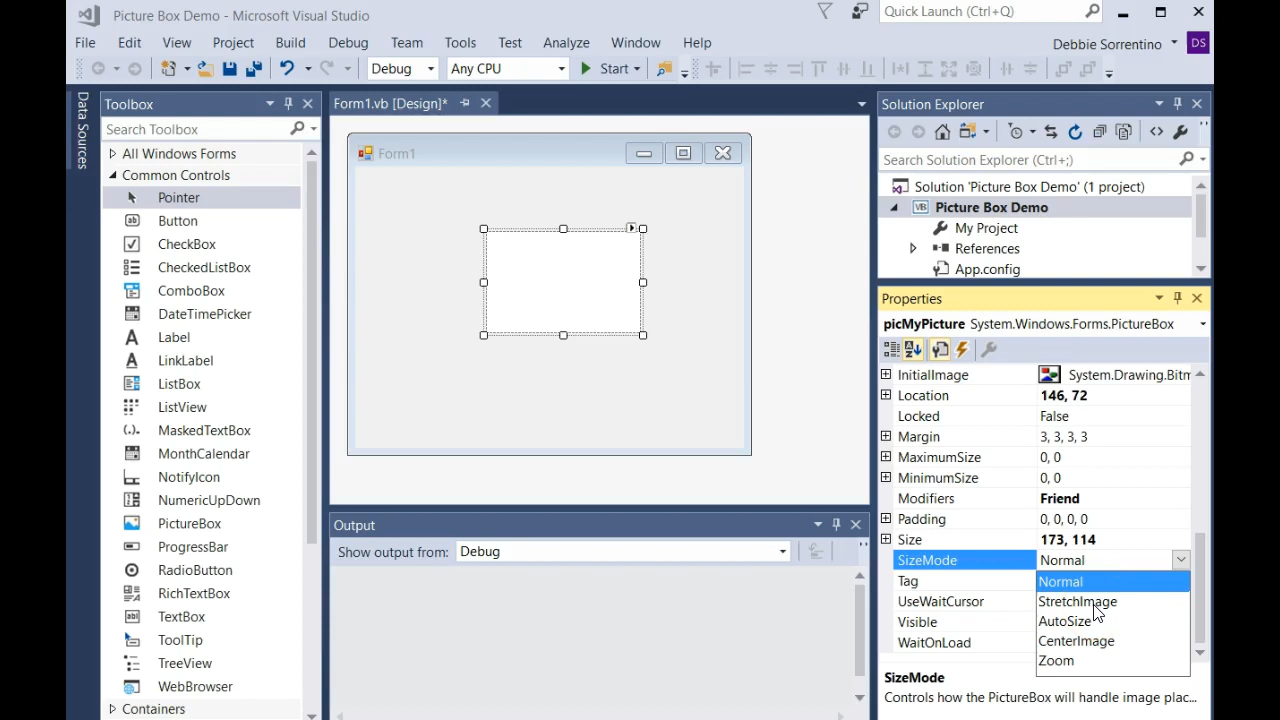 Picture Box Demo - Microsoft Visual Studio
Quick Launch (Ctrl+Q)
File Edit View Project Build Debug Team Tools Test Analyze Window Help
Debbie Sorrentino DS
Debug Any CPU Start
Data Sources
Toolbox
Search Toolbox
All Windows Forms
Common Controls
Pointer
Button
CheckBox
CheckedListBox
ComboBox
DateTimePicker
Label
LinkLabel
ListBox
ListView
MaskedTextBox
MonthCalendar
NotifyIcon
NumericUpDown
PictureBox
ProgressBar
RadioButton
RichTextBox
TextBox
ToolTip
TreeView
WebBrowser
Containers
Form1.vb [Design]*
Form1
Output
Show output from: Debug
Solution Explorer
Search Solution Explorer (Ctrl+;)
Solution 'Picture Box Demo' (1 project)
VB Picture Box Demo
My Project
References
App.config
Properties
picMyPicture System.Windows.Forms.PictureBox
InitialImage System.Drawing.Bitm
Location 146, 72
Locked False
Margin 3, 3, 3, 3
MaximumSize 0, 0
MinimumSize 0, 0
Modifiers Friend
Padding 0, 0, 0, 0
Size 173, 114
SizeMode Normal
Tag Normal
UseWaitCursor StretchImage
Visible AutoSize
WaitOnLoad CenterImage
Zoom
SizeMode
Controls how the PictureBox will handle image plac...